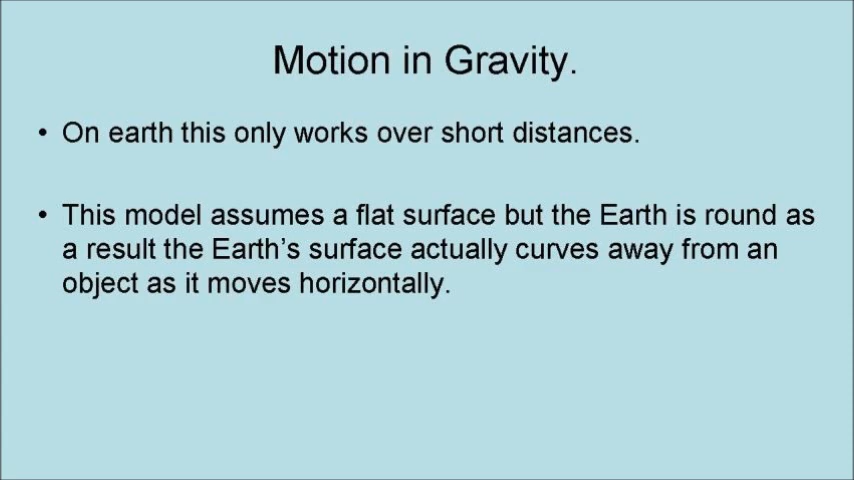 Motion in Gravity.
• On earth this only works over short distances.
• This model assumes a flat surface but the Earth is round as
a result the Earth's surface actually curves away from an
object as it moves horizontally.